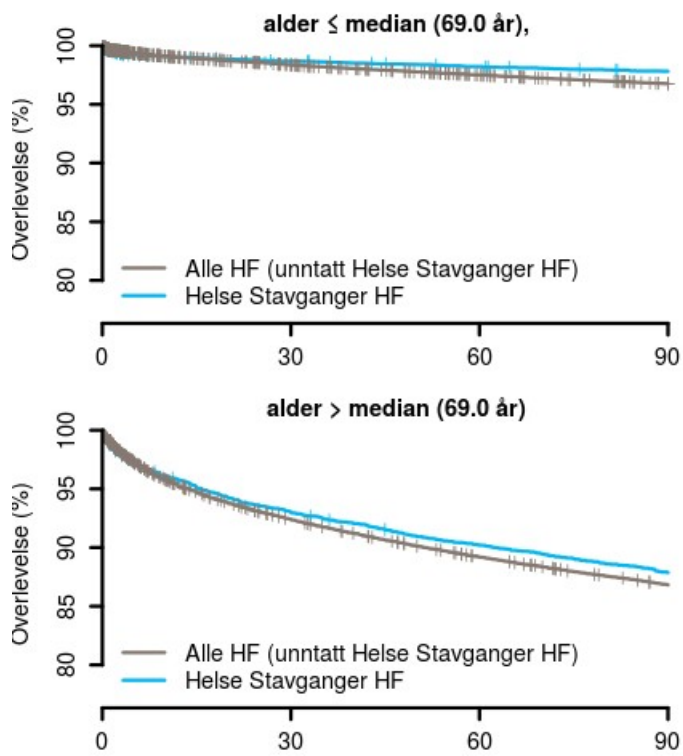 alder ≤ median (69.0 år),
Overlevelse (%)
100
95
90
85
80
Alle HF (unntatt Helse Stavganger HF)
Helse Stavganger HF
0 30 60 90
alder > median (69.0 år)
Overlevelse (%)
100
95
90
85
80
Alle HF (unntatt Helse Stavganger HF)
Helse Stavganger HF
0 30 60 90